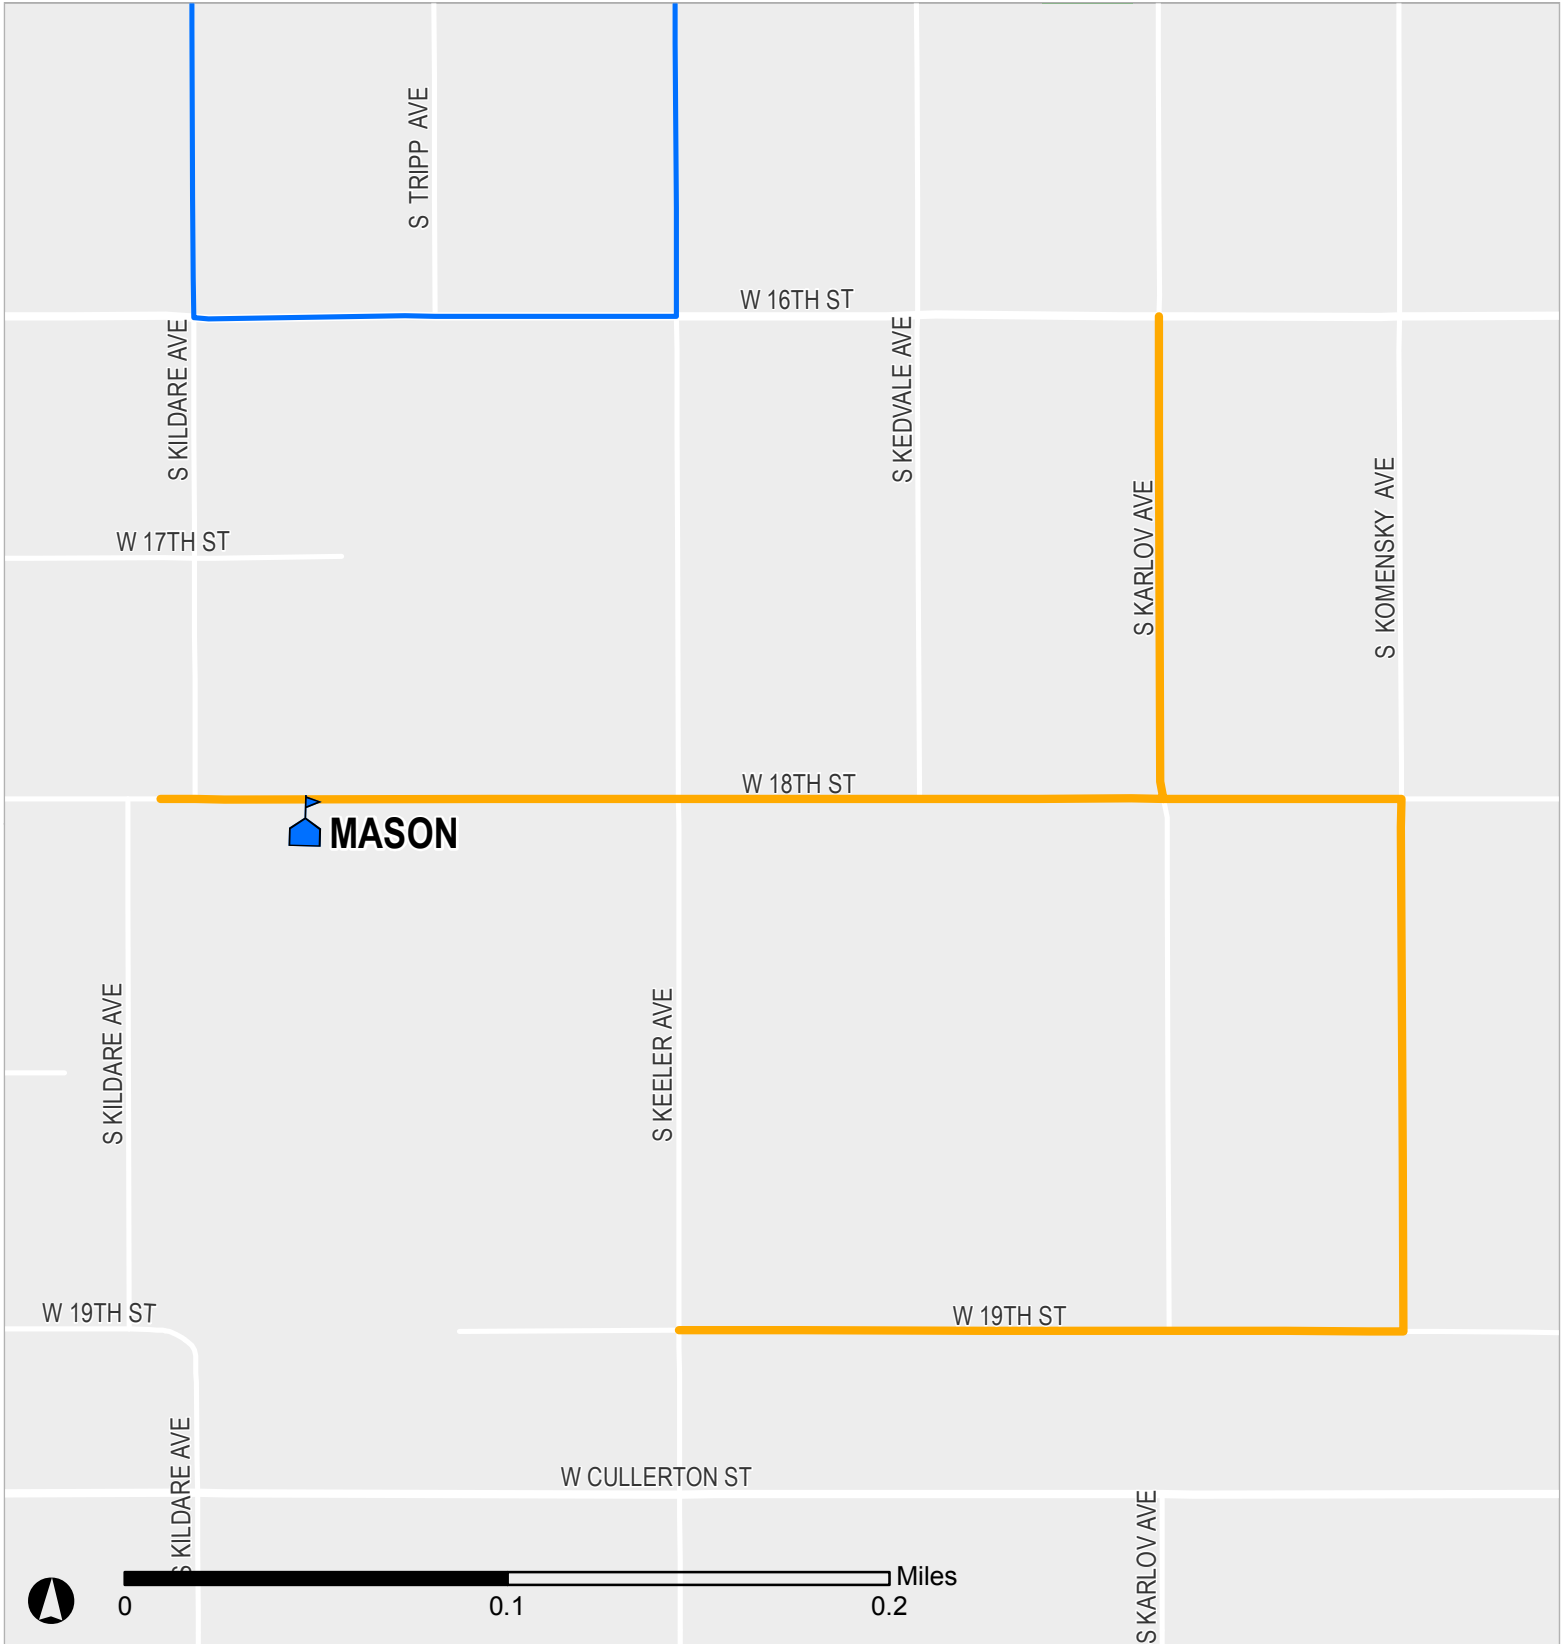 S TRIPP AVE
W 16TH ST
S KILDARE AVE
S KEDVALE AVE
S KOMENSKY AVE
S KARLOV AVE
W 17TH ST
W 18TH ST
MASON
S KILDARE AVE
S KEELER AVE
W 19TH ST
W 19TH ST
S KILDARE AVE
W CULLERTON ST
S KARLOV AVE
Miles
0 0.1 0.2